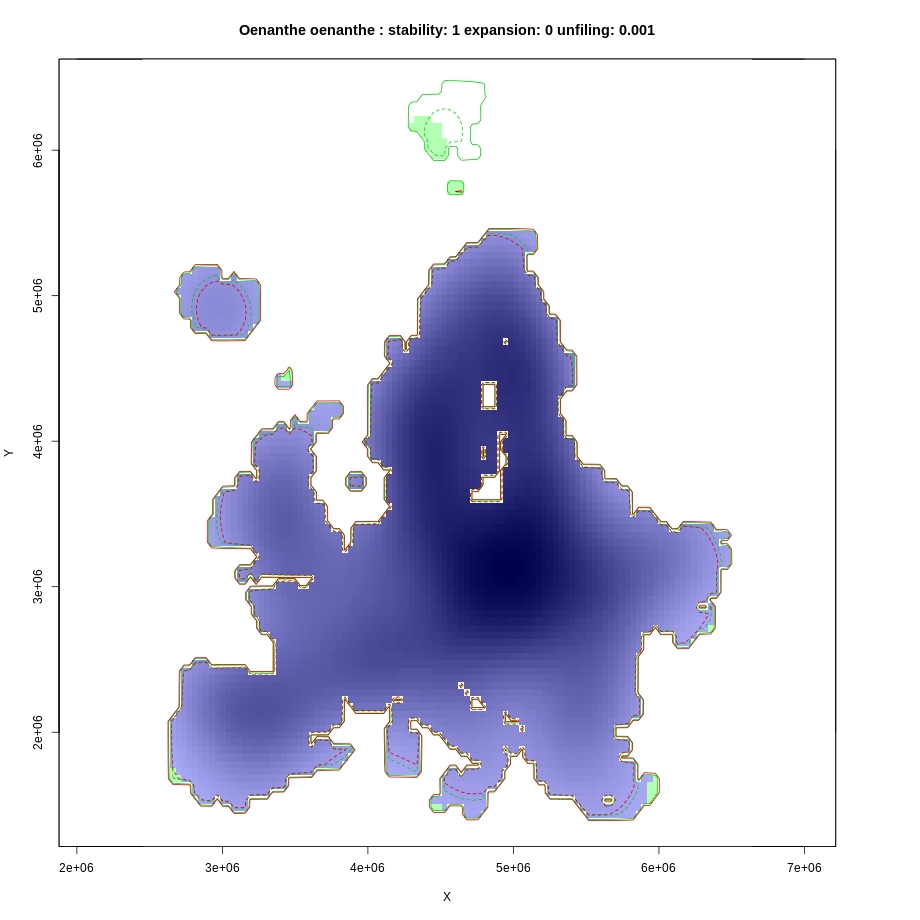 Oenanthe oenanthe : stability: 1 expansion: 0 unfiling: 0.001
6e+06
5e+06
4e+06
3e+06
2e+06
Y
2e+06 3e+06 4e+06 5e+06 6e+06 7e+06
X